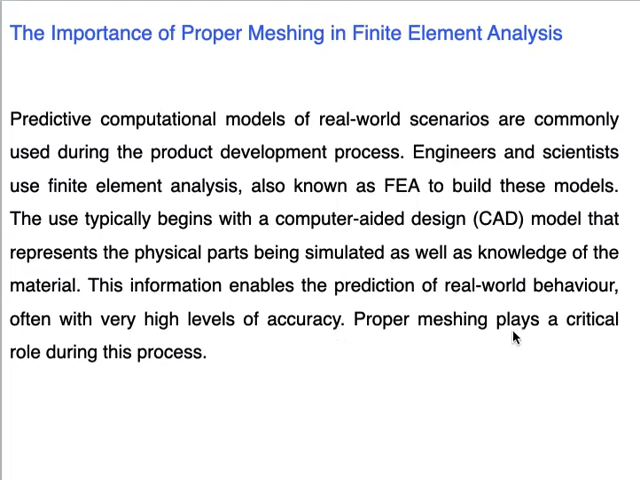 The Importance of Proper Meshing in Finite Element Analysis
Predictive computational models of real-world scenarios are commonly
used during the product development process. Engineers and scientists
use finite element analysis, also known as FEA to build these models.
The use typically begins with a computer-aided design (CAD) model that
represents the physical parts being simulated as well as knowledge of the
material. This information enables the prediction of real-world behaviour,
often with very high levels of accuracy. Proper meshing plays a critical
role during this process.